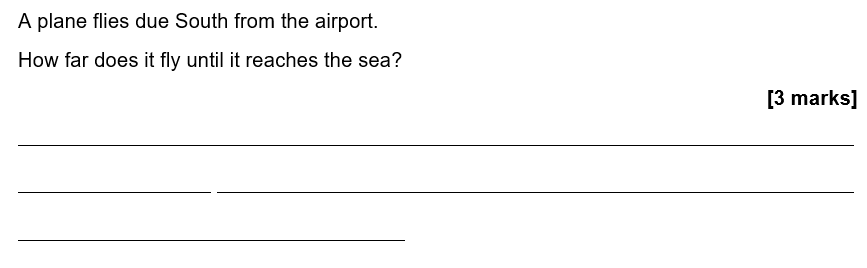 A plane flies due South from the airport.
How far does it fly until it reaches the sea?
[3 marks]